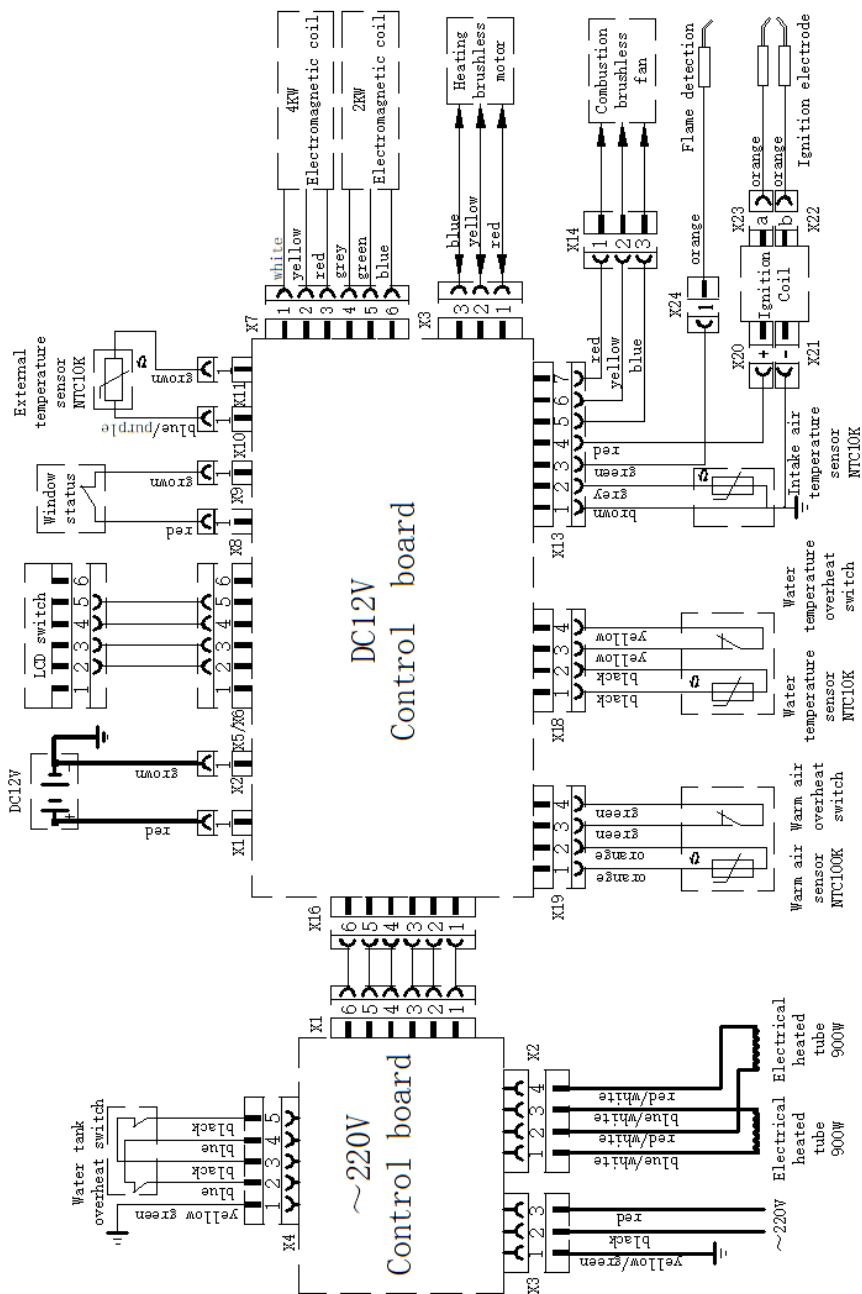 External
temperature
sensor
NTC10K
Window
status
LCD switch
1 2 3 4 5 6
DC12V
grown
blue/purple
grown
red
grown
red
1
1
1
1
1 2 3 4 5 6
1
1
X11
X10
X9
X8
X5/X6
X2
X1
4KW
Electromagnetic coil
2KW
Electromagnetic coil
white
yellow
red
grey
green
blue
1
2
3
4
5
6
X7
Heating
brushless
motor
blue
yellow
red
3
2
1
X3
DC12V
Control board
Combustion
brushless
fan
X14
1
2
3
red
yellow
blue
Flame detection
orange
X24
1
Ignition electrode
orange
orange
X23
a
b
X22
Ignition
Coil
X20
+
-
X21
X13
1 2 3 4 5 6 7
brown
grey
green
red
Intake air
temperature
sensor
NTC10K
X18
1 2 3 4
black
black
yellow
yellow
Water
temperature
sensor
NTC10K
Water
temperature
overheat
switch
X19
1 2 3 4
orange
orange
green
green
Warm air
sensor
NTC100K
Warm air
overheat
switch
X16
6
5
4
3
2
1
6
5
4
3
2
1
X1
~220V
Control board
Water tank
overheat switch
yellow green
blue
black
blue
black
1 2 3 4 5
X4
X2
1 2 3 4
blue/white
red/white
blue/white
red/white
Electrical
heated
tube
900W
Electrical
heated
tube
900W
X3
1 2 3
yellow/green
black
red
~220V